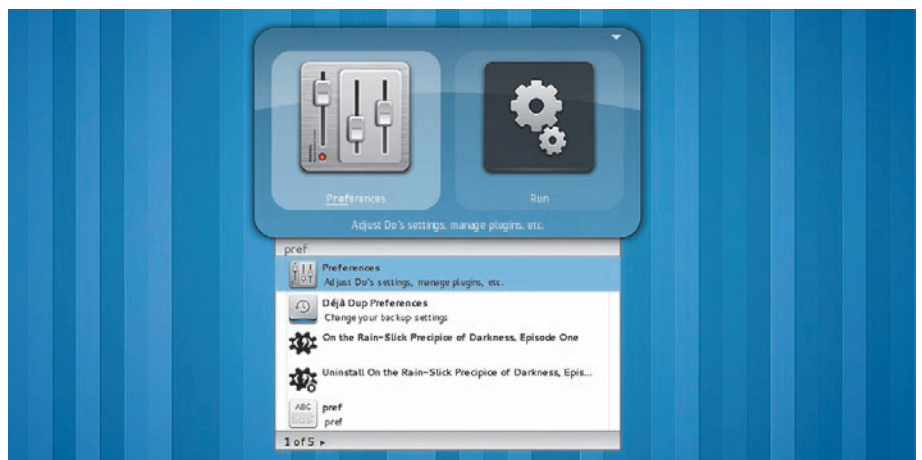 Preferences
Run
Adjust Do's settings, manage plugins, etc.
pref
Preferences
Adjust Do's settings, manage plugins, etc.
Déjà Dup Preferences
Change your backup settings
On the Rain-Slick Precipice of Darkness, Episode One
Uninstall On the Rain-Slick Precipice of Darkness, Epis...
ABC
pref
pref
1 of 5 ▸